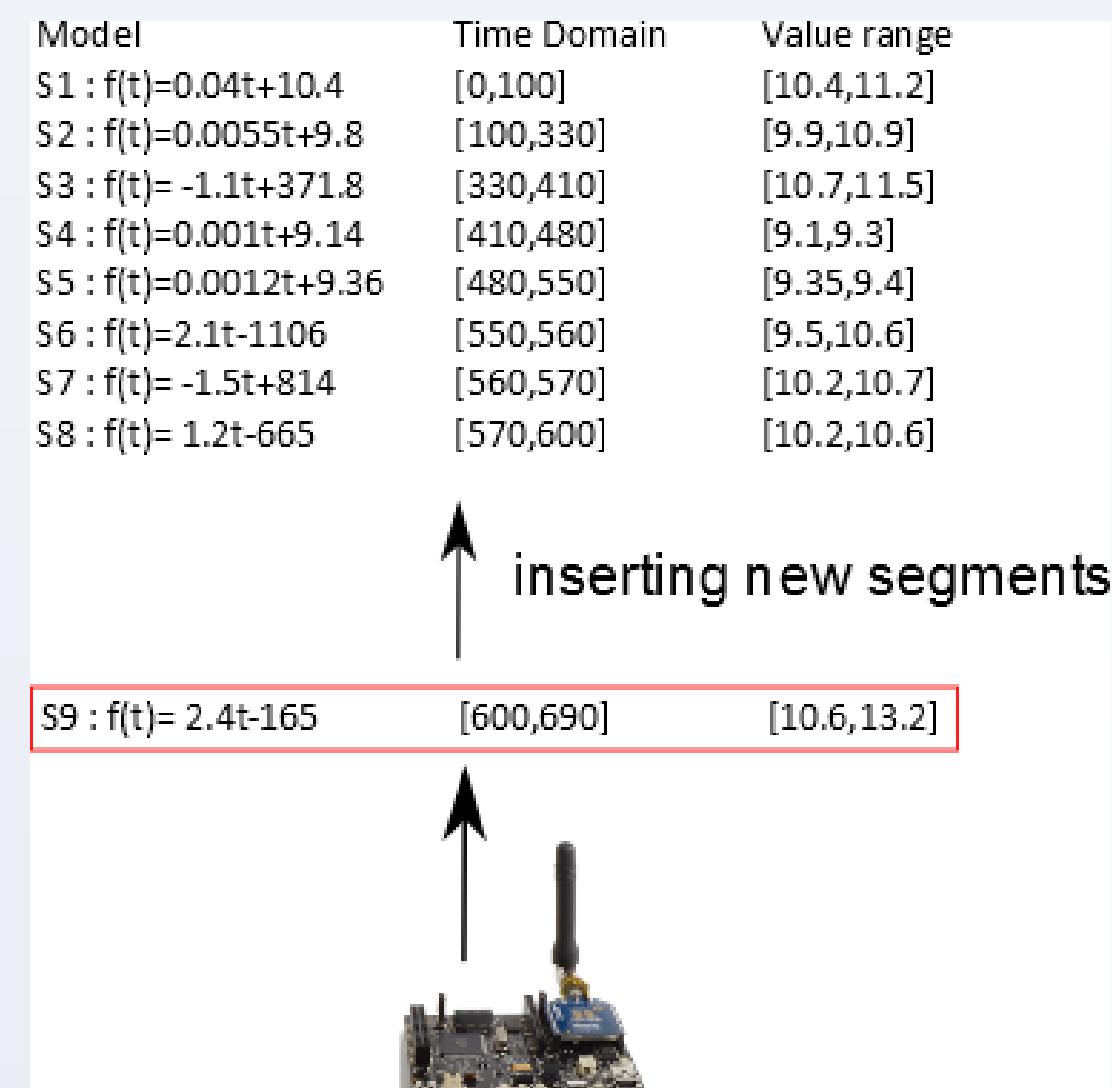 Model Time Domain Value range
S1 : f(t)=0.04t+10.4 [0,100] [10.4,11.2]
S2 : f(t)=0.0055t+9.8 [100,330] [9.9,10.9]
S3 : f(t)= -1.1t+371.8 [330,410] [10.7,11.5]
S4 : f(t)=0.001t+9.14 [410,480] [9.1,9.3]
S5 : f(t)=0.0012t+9.36 [480,550] [9.35,9.4]
S6 : f(t)=2.1t-1106 [550,560] [9.5,10.6]
S7 : f(t)= -1.5t+814 [560,570] [10.2,10.7]
S8 : f(t)= 1.2t-665 [570,600] [10.2,10.6]
inserting new segments
S9 : f(t)= 2.4t-165 [600,690] [10.6,13.2]